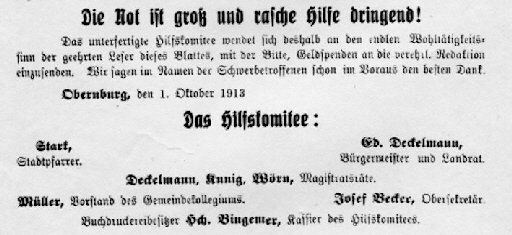 Die Not ist groß und rasche Hilfe dringend!
Das unterfertigte Hilfskomitee wendet sich deshalb an den endlen Wohltätigkeits-
sinn der geehrten Leser dieses Blattes, mit der Bitte, Geldspenden an die verehrl. Redaktion
einzusenden. Wir sagen im Namen der Schwerbetroffenen schon im Voraus den besten Dank.
Obernburg, den 1. Oktober 1913
Das Hilfskomitee:
Stark, Ed. Deckelmann,
Stadtpfarrer. Bürgermeister und Landrat.
Deckelmann, Kunig, Wörn, Magistratsräte.
Müller, Vorstand des Gemeindekollegiums. Josef Becker, Obersekretär.
Buchdruckereibesitzer Hch. Bingemer, Kassier des Hilfskomitees.